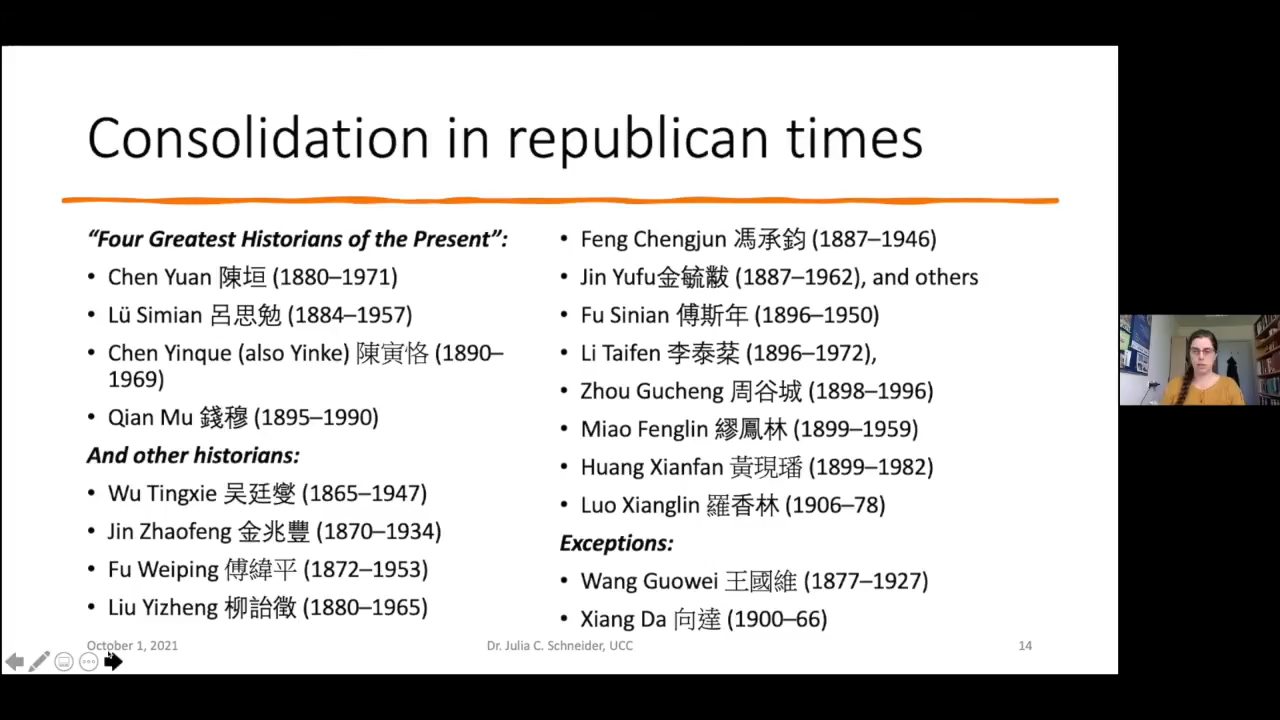 Consolidation in republican times
“Four Greatest Historians of the Present”:
• Chen Yuan 陳垣 (1880–1971)
• Lü Simian 呂思勉 (1884–1957)
• Chen Yinque (also Yinke) 陳寅恪 (1890–
1969)
• Qian Mu 錢穆 (1895–1990)
And other historians:
• Wu Tingxie 吴廷燮 (1865–1947)
• Jin Zhaofeng 金兆豐 (1870–1934)
• Fu Weiping 傅緯平 (1872–1953)
• Liu Yizheng 柳詒徵 (1880–1965)
• Feng Chengjun 馮承鈞 (1887–1946)
• Jin Yufu金毓黻 (1887–1962), and others
• Fu Sinian 傅斯年 (1896–1950)
• Li Taifen 李泰棻 (1896–1972),
• Zhou Gucheng 周谷城 (1898–1996)
• Miao Fenglin 繆鳳林 (1899–1959)
• Huang Xianfan 黃現璠 (1899–1982)
• Luo Xianglin 羅香林 (1906–78)
Exceptions:
• Wang Guowei 王國維 (1877–1927)
• Xiang Da 向達 (1900–66)
October 1, 2021
Dr. Julia C. Schneider, UCC
14